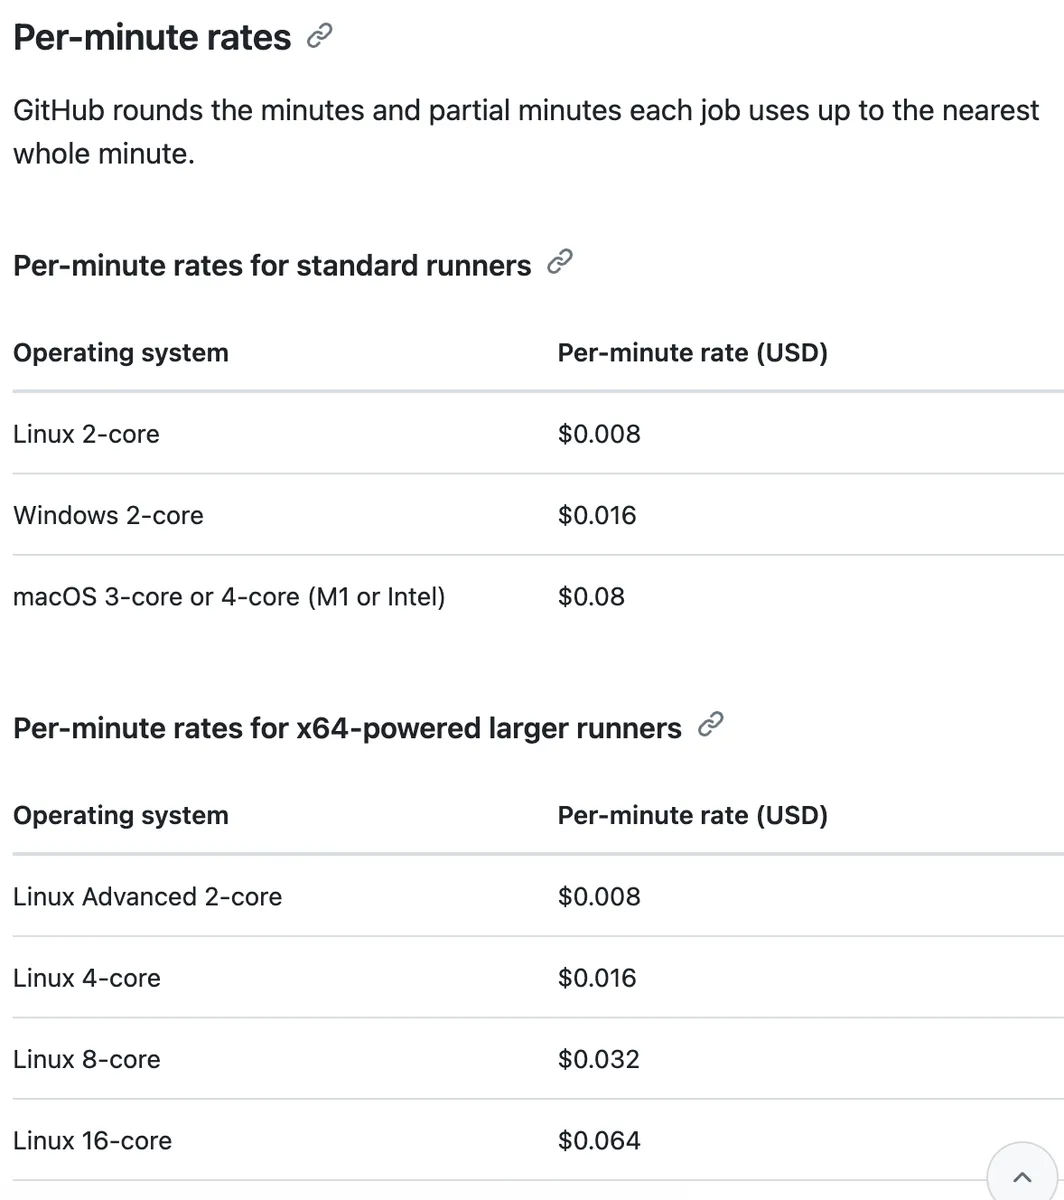 Per-minute rates
GitHub rounds the minutes and partial minutes each job uses up to the nearest
whole minute.
Per-minute rates for standard runners
Operating system Per-minute rate (USD)
Linux 2-core $0.008
Windows 2-core $0.016
macOS 3-core or 4-core (M1 or Intel) $0.08
Per-minute rates for x64-powered larger runners
Operating system Per-minute rate (USD)
Linux Advanced 2-core $0.008
Linux 4-core $0.016
Linux 8-core $0.032
Linux 16-core $0.064